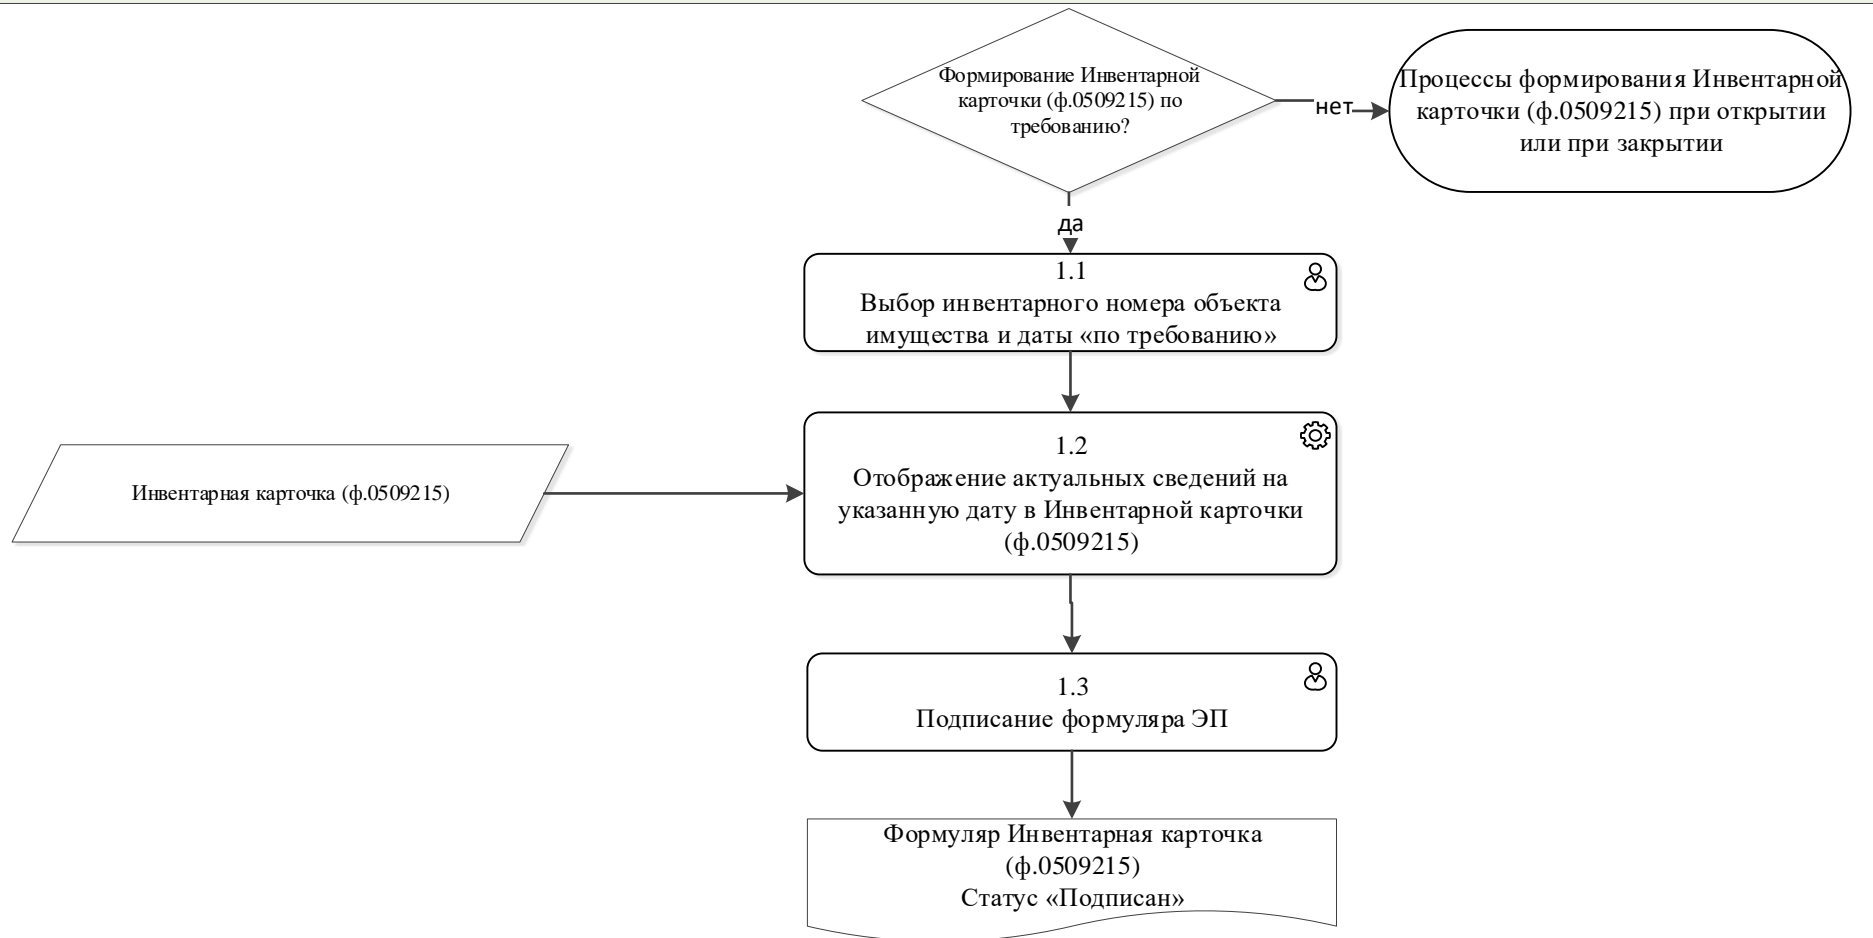 Формирование Инвентарной
карточки (ф.0509215) по
требованию?
нет
Процессы формирования Инвентарной
карточки (ф.0509215) при открытии
или при закрытии
да
1.1
Выбор инвентарного номера объекта
имущества и даты «по требованию»
Инвентарная карточка (ф.0509215)
1.2
Отображение актуальных сведений на
указанную дату в Инвентарной карточки
(ф.0509215)
1.3
Подписание формуляра ЭП
Формуляр Инвентарная карточка
(ф.0509215)
Статус «Подписан»